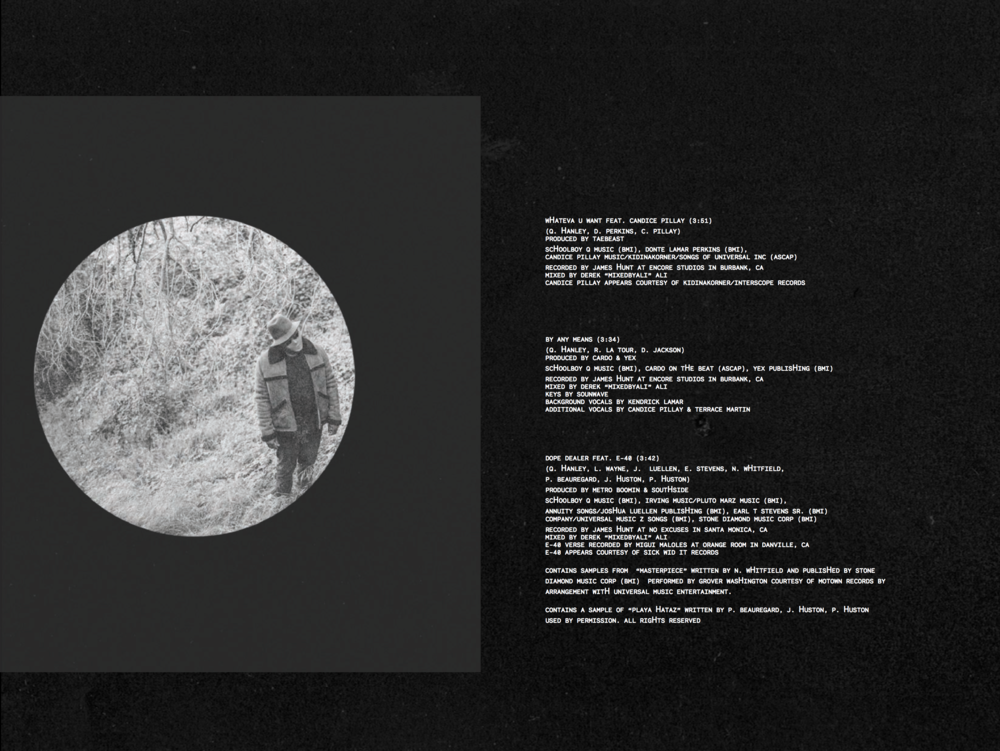 wHATEVA U WANT FEAT. CANDICE PILLAY (3:51)
(Q. HANLEY, D. PERKINS, C. PILLAY)
PRODUCED BY TAEBEAST
scHOOLBOY Q MUSIC (BMI), DONTE LAMAR PERKINS (BMI),
CANDICE PILLAY MUSIC/KIDINAKORNER/SONGS OF UNIVERSAL INC (ASCAP)
RECORDED BY JAMES HUNT AT ENCORE STUDIOS IN BURBANK, CA
MIXED BY DEREK "MIXEDBYALI" ALI
CANDICE PILLAY APPEARS COURTESY OF KIDINAKORNER/INTERSCOPE RECORDS
BY ANY MEANS (3:34)
(Q. HANLEY, R. LA TOUR, D. JACKSON)
PRODUCED BY CARDO & YEX
scHOOLBOY Q MUSIC (BMI), CARDO ON tHE BEAT (ASCAP), YEX PUBLISHING (BMI)
RECORDED BY JAMES HUNT AT ENCORE STUDIOS IN BURBANK, CA
MIXED BY DEREK "MIXEDBYALI" ALI
KEYS BY SOUNWAVE
BACKGROUND VOCALS BY KENDRICK LAMAR
ADDITIONAL VOCALS BY CANDICE PILLAY & TERRACE MARTIN
DOPE DEALER FEAT. E-40 (3:42)
(Q. HANLEY, L. WAYNE, J. LUELLEN, E. STEVENS, N. wHITFIELD,
P. BEAUREGARD, J. HUSTON, P. HUSTON)
PRODUCED BY METRO BOOMIN & SOUTHSIDE
scHOOLBOY Q MUSIC (BMI), IRVING MUSIC/PLUTO MARZ MUSIC (BMI),
ANNUITY SONGS/JOSHUA LUELLEN PUBLISHING (BMI), EARL T STEVENS SR. (BMI)
COMPANY/UNIVERSAL MUSIC Z SONGS (BMI), STONE DIAMOND MUSIC CORP (BMI)
RECORDED BY JAMES HUNT AT NO EXCUSES IN SANTA MONICA, CA
MIXED BY DEREK "MIXEDBYALI" ALI
E-40 VERSE RECORDED BY MIGUI MALOLES AT ORANGE ROOM IN DANVILLE, CA
E-40 APPEARS COURTESY OF SICK WID IT RECORDS
CONTAINS SAMPLES FROM "MASTERPIECE" WRITTEN BY N. wHITFIELD AND PUBLISHED BY STONE
DIAMOND MUSIC CORP (BMI) PERFORMED BY GROVER WASHINGTON COURTESY OF MOTOWN RECORDS BY
ARRANGEMENT WITH UNIVERSAL MUSIC ENTERTAINMENT.
CONTAINS A SAMPLE OF "PLAYA HATAZ" WRITTEN BY P. BEAUREGARD, J. HUSTON, P. HUSTON
USED BY PERMISSION. ALL RIGHTS RESERVED